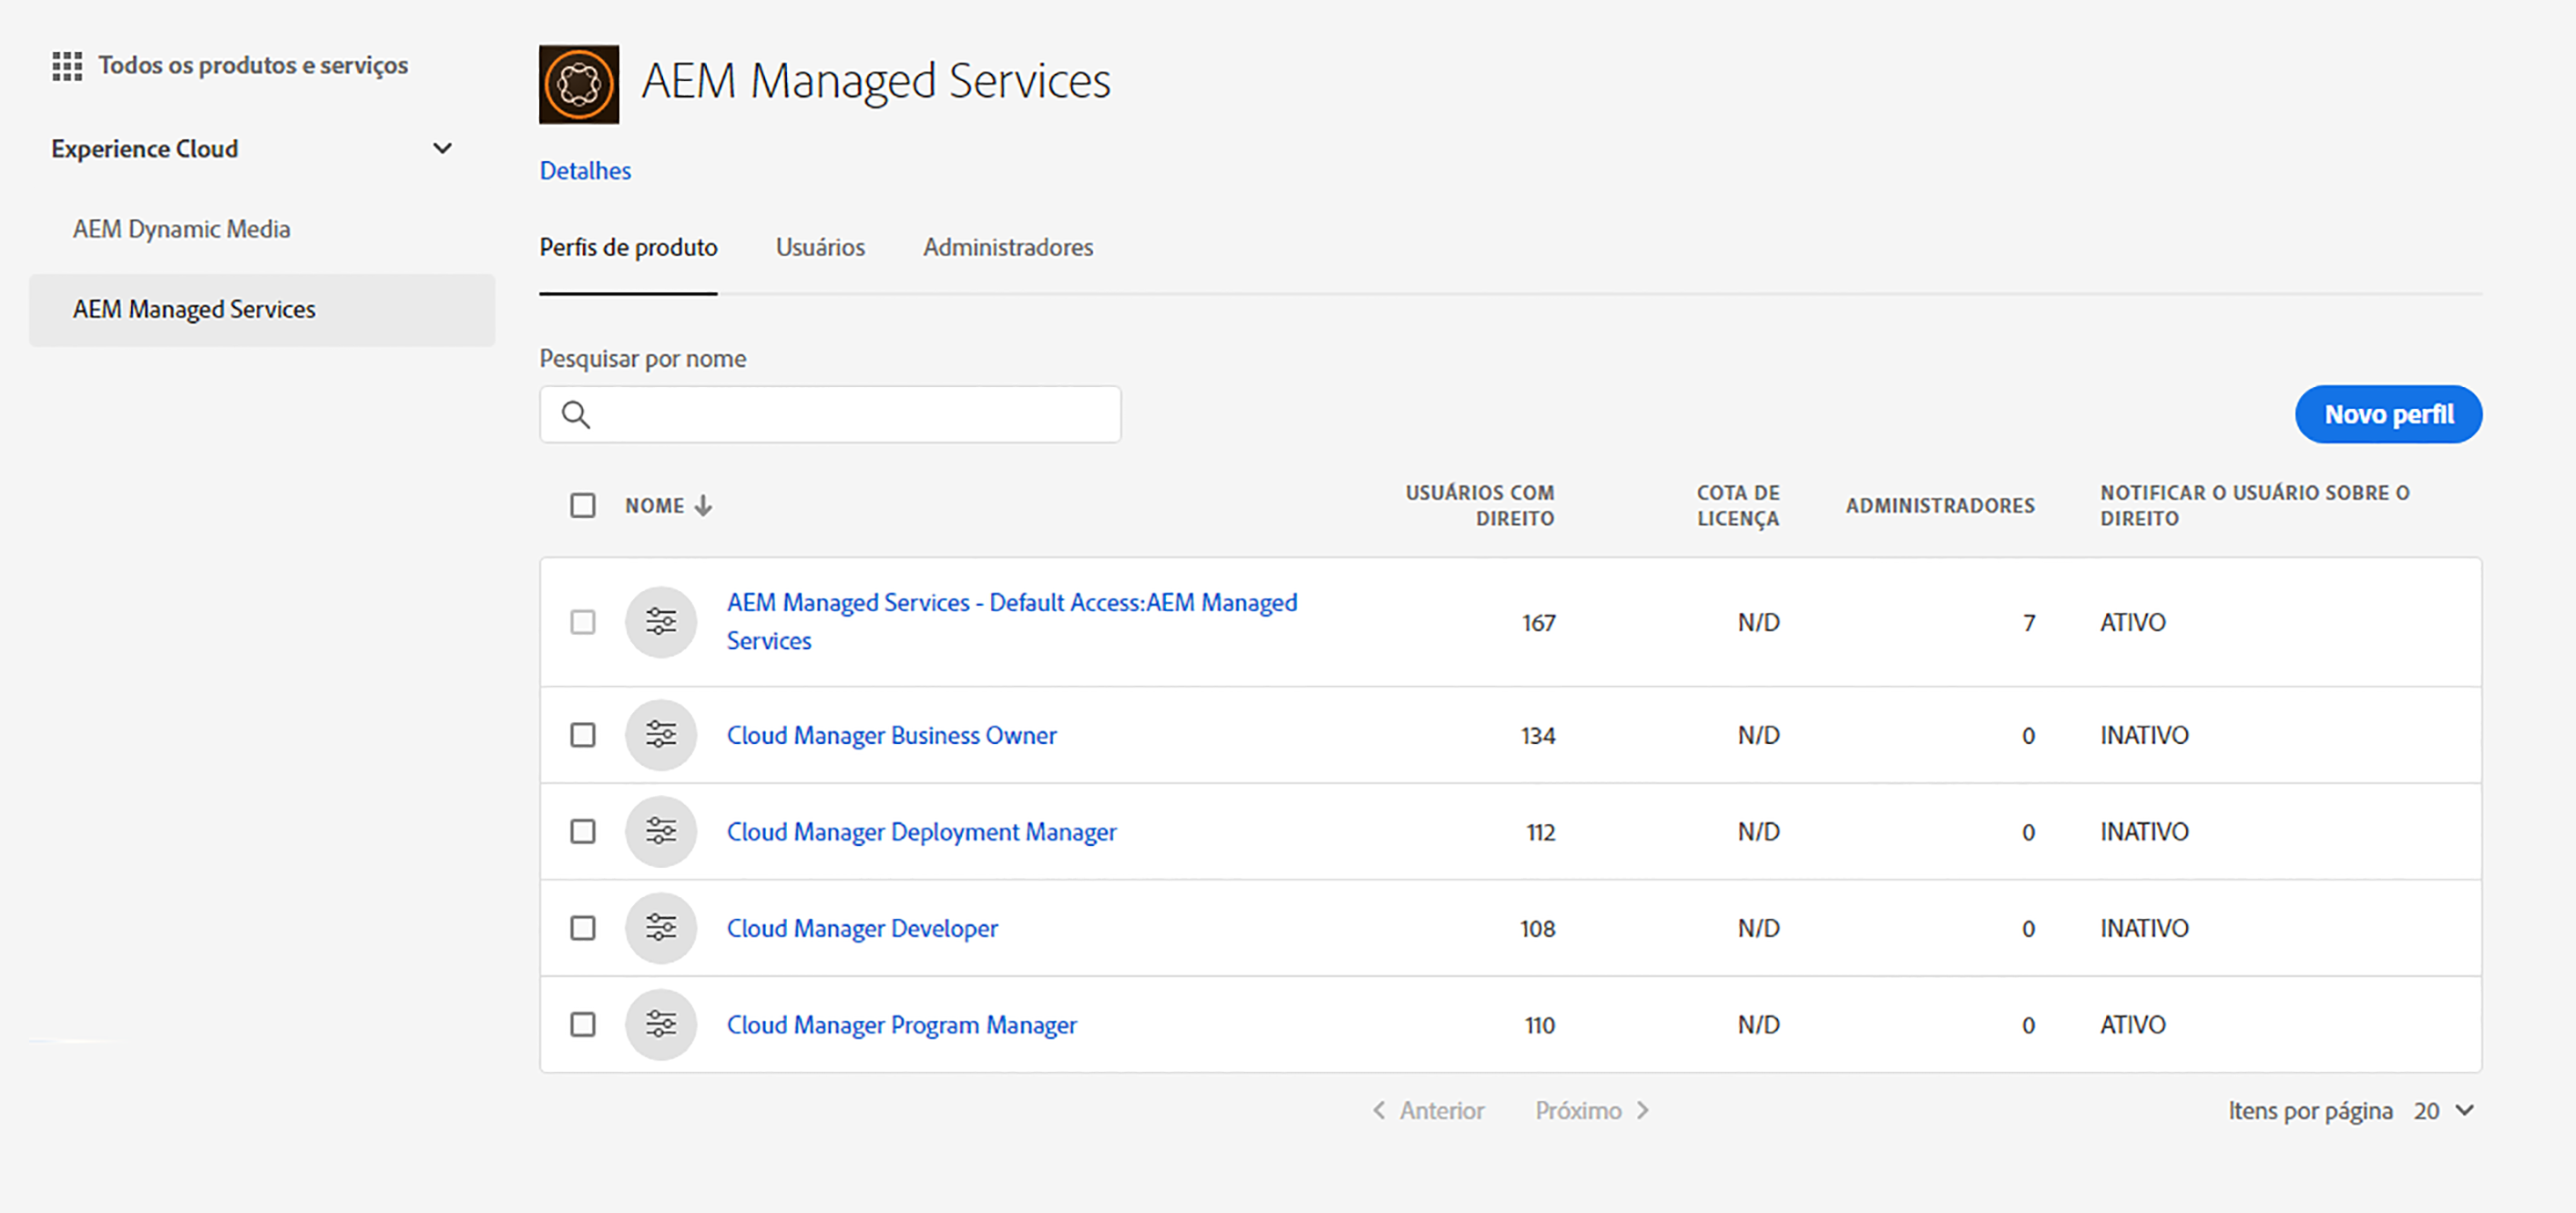 Todos os produtos e serviços
Experience Cloud
AEM Dynamic Media
AEM Managed Services
AEM Managed Services
Detalhes
Perfis de produto Usuários Administradores
Pesquisar por nome
Novo perfil
NOME USUÁRIOS COM DIREITO COTA DE LICENÇA ADMINISTRADORES NOTIFICAR O USUÁRIO SOBRE O DIREITO
AEM Managed Services - Default Access:AEM Managed
Services 167 N/D 7 ATIVO
Cloud Manager Business Owner 134 N/D 0 INATIVO
Cloud Manager Deployment Manager 112 N/D 0 INATIVO
Cloud Manager Developer 108 N/D 0 INATIVO
Cloud Manager Program Manager 110 N/D 0 ATIVO
Anterior Próximo Itens por página 20